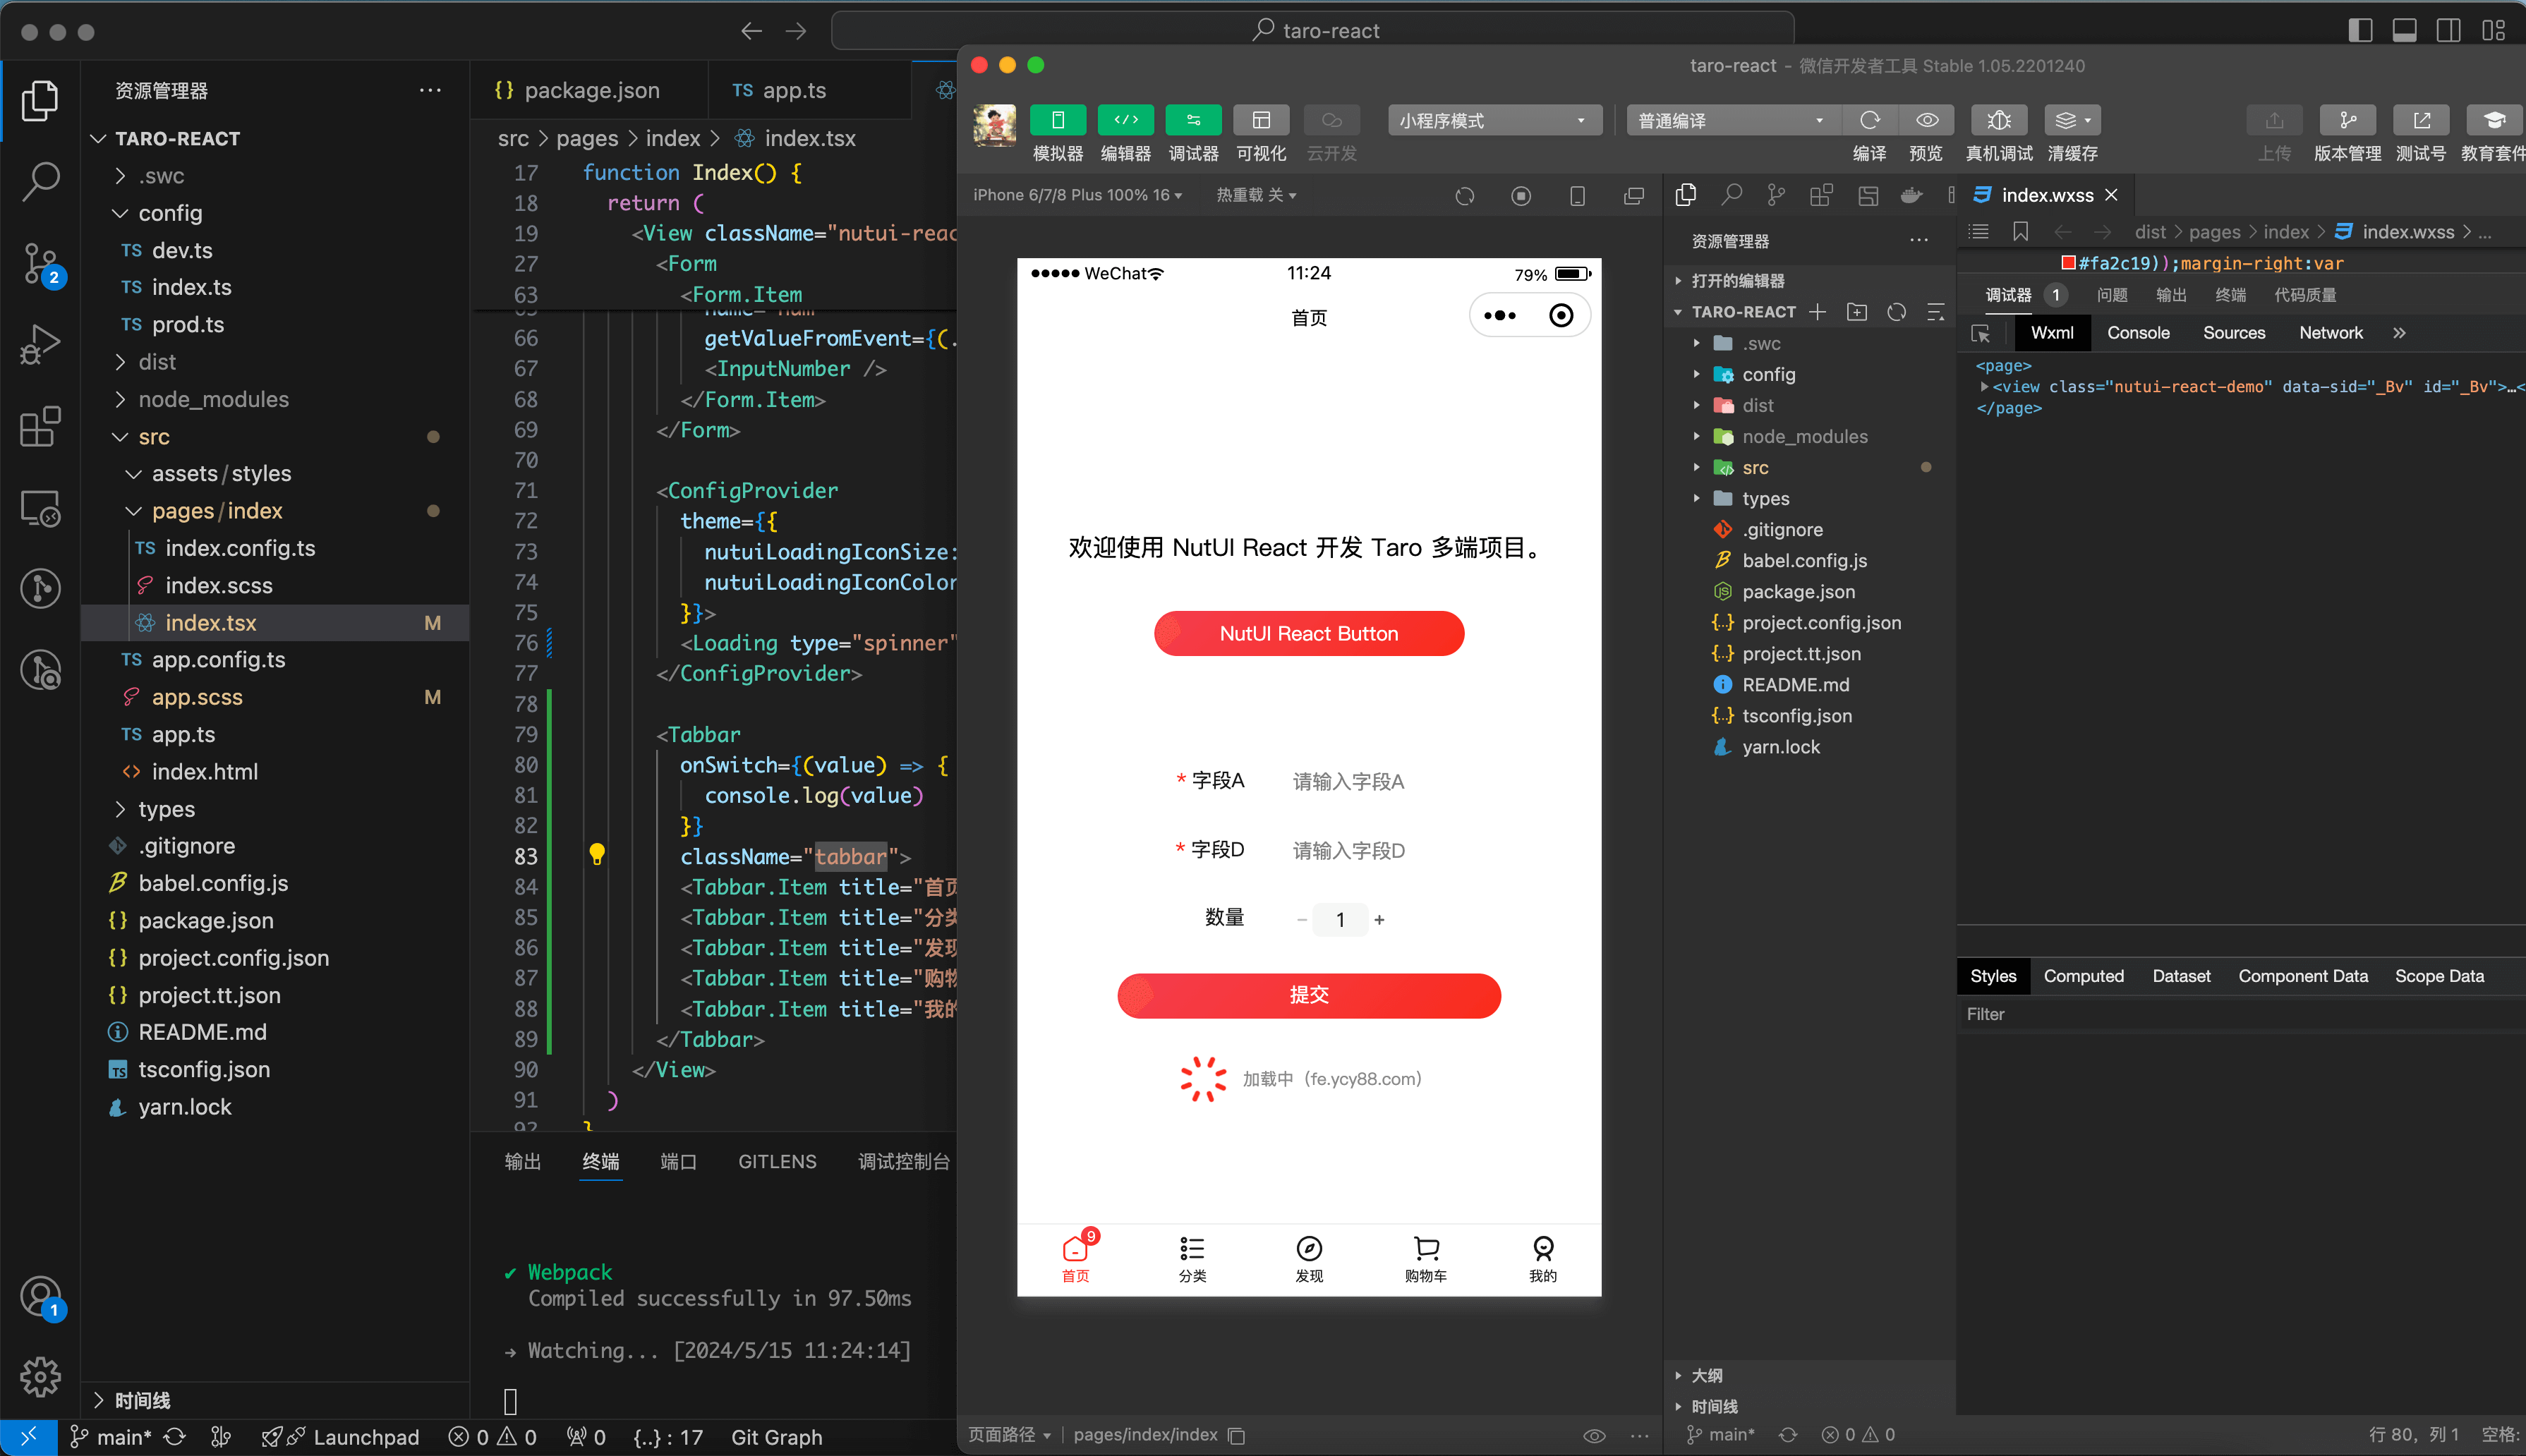 taro-react
资源管理器
TARO-REACT
.swc
config
TS dev.ts
TS index.ts
TS prod.ts
dist
node_modules
src
assets/styles
pages/index
TS index.config.ts
index.scss
index.tsx M
TS app.config.ts
app.scss M
TS app.ts
index.html
types
.gitignore
babel.config.js
{} package.json
{} project.config.json
{} project.tt.json
README.md
TS tsconfig.json
yarn.lock
时间线
2
1
{} package.json
TS app.ts
src > pages > index > index.tsx
17 function Index() {
18 return (
19 <View className="nutui-reac
27 <Form
63 <Form.Item
66 getValueFromEvent={(.
67 <InputNumber />
68 </Form.Item>
69 </Form>
70
71 <ConfigProvider
72 theme={{
73 nutuiLoadingIconSize:
74 nutuiLoadingIconColor
75 }}>
76 <Loading type="spinner"
77 </ConfigProvider>
78
79 <Tabbar
80 onSwitch={(value) => {
81 console.log(value)
82 }}
83 className="tabbar">
84 <Tabbar.Item title="首页
85 <Tabbar.Item title="分类
86 <Tabbar.Item title="发现
87 <Tabbar.Item title="购物
88 <Tabbar.Item title="我的
89 </Tabbar>
90 </View>
91 )
92 }
输出 终端 端口 GITLENS 调试控制台
✔ Webpack
Compiled successfully in 97.50ms
→ Watching... [2024/5/15 11:24:14]
main* Launchpad 0 0 0 {..} : 17 Git Graph
taro-react - 微信开发者工具 Stable 1.05.2201240
模拟器 编辑器 调试器 可视化 云开发
小程序模式
普通编译
编译 预览 真机调试 清缓存
上传 版本管理 测试号 教育套件
iPhone 6/7/8 Plus 100% 16
热重载 关
WeChat 11:24 79%
首页
欢迎使用 NutUI React 开发 Taro 多端项目。
NutUI React Button
* 字段A 请输入字段A
* 字段D 请输入字段D
数量 − 1 +
提交
加载中（fe.ycy88.com）
9
首页 分类 发现 购物车 我的
页面路径 pages/index/index
资源管理器
打开的编辑器
TARO-REACT
.swc
config
dist
node_modules
src
types
.gitignore
babel.config.js
package.json
{..} project.config.json
{..} project.tt.json
README.md
{..} tsconfig.json
yarn.lock
大纲
时间线
main* 0 0
index.wxss
dist > pages > index > index.wxss > ...
#fa2c19));margin-right:var
调试器 1 问题 输出 终端 代码质量
Wxml Console Sources Network »
<page>
<view class="nutui-react-demo" data-sid="_Bv" id="_Bv">…<
</page>
Styles Computed Dataset Component Data Scope Data
Filter
行 80，列 1 空格: